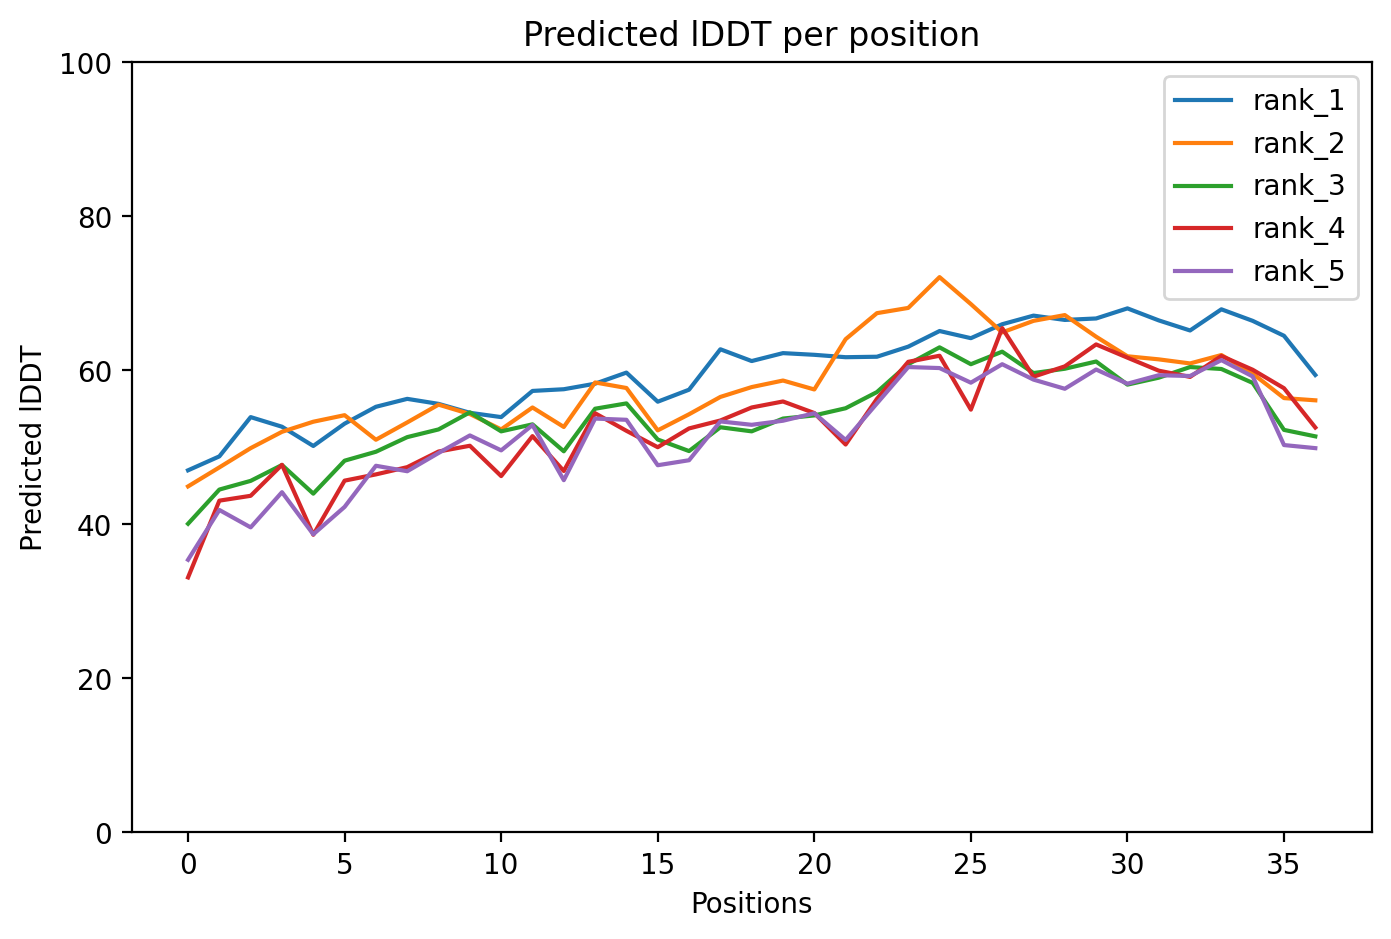 Predicted lDDT per position
100
80
60
40
20
0
Predicted lDDT
rank_1
rank_2
rank_3
rank_4
rank_5
0 5 10 15 20 25 30 35
Positions